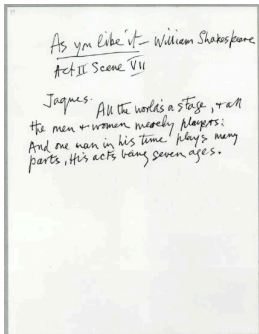 As you like it – William Shakespeare
Act II Scene VII
Jaques.
All the world's a stage, + all
the men + women merely players:
And one man in his time plays many
parts, His acts being seven ages.